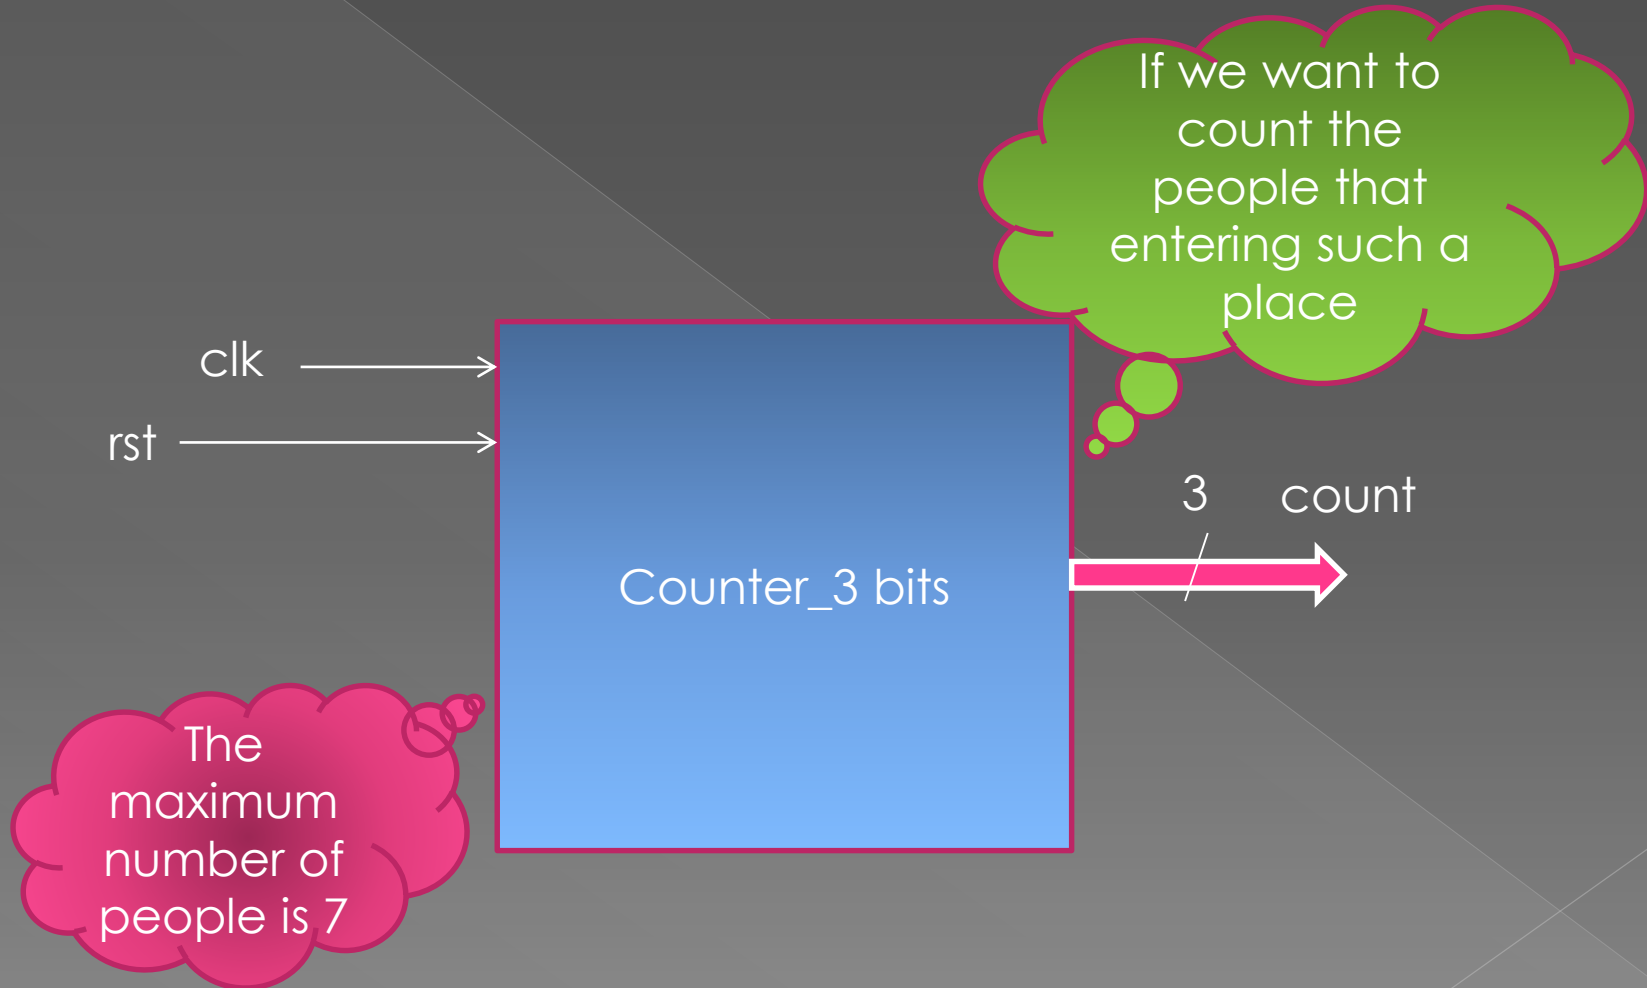 If we want to
count the
people that
entering such a
place
clk
rst
3 count
Counter_3 bits
The
maximum
number of
people is 7